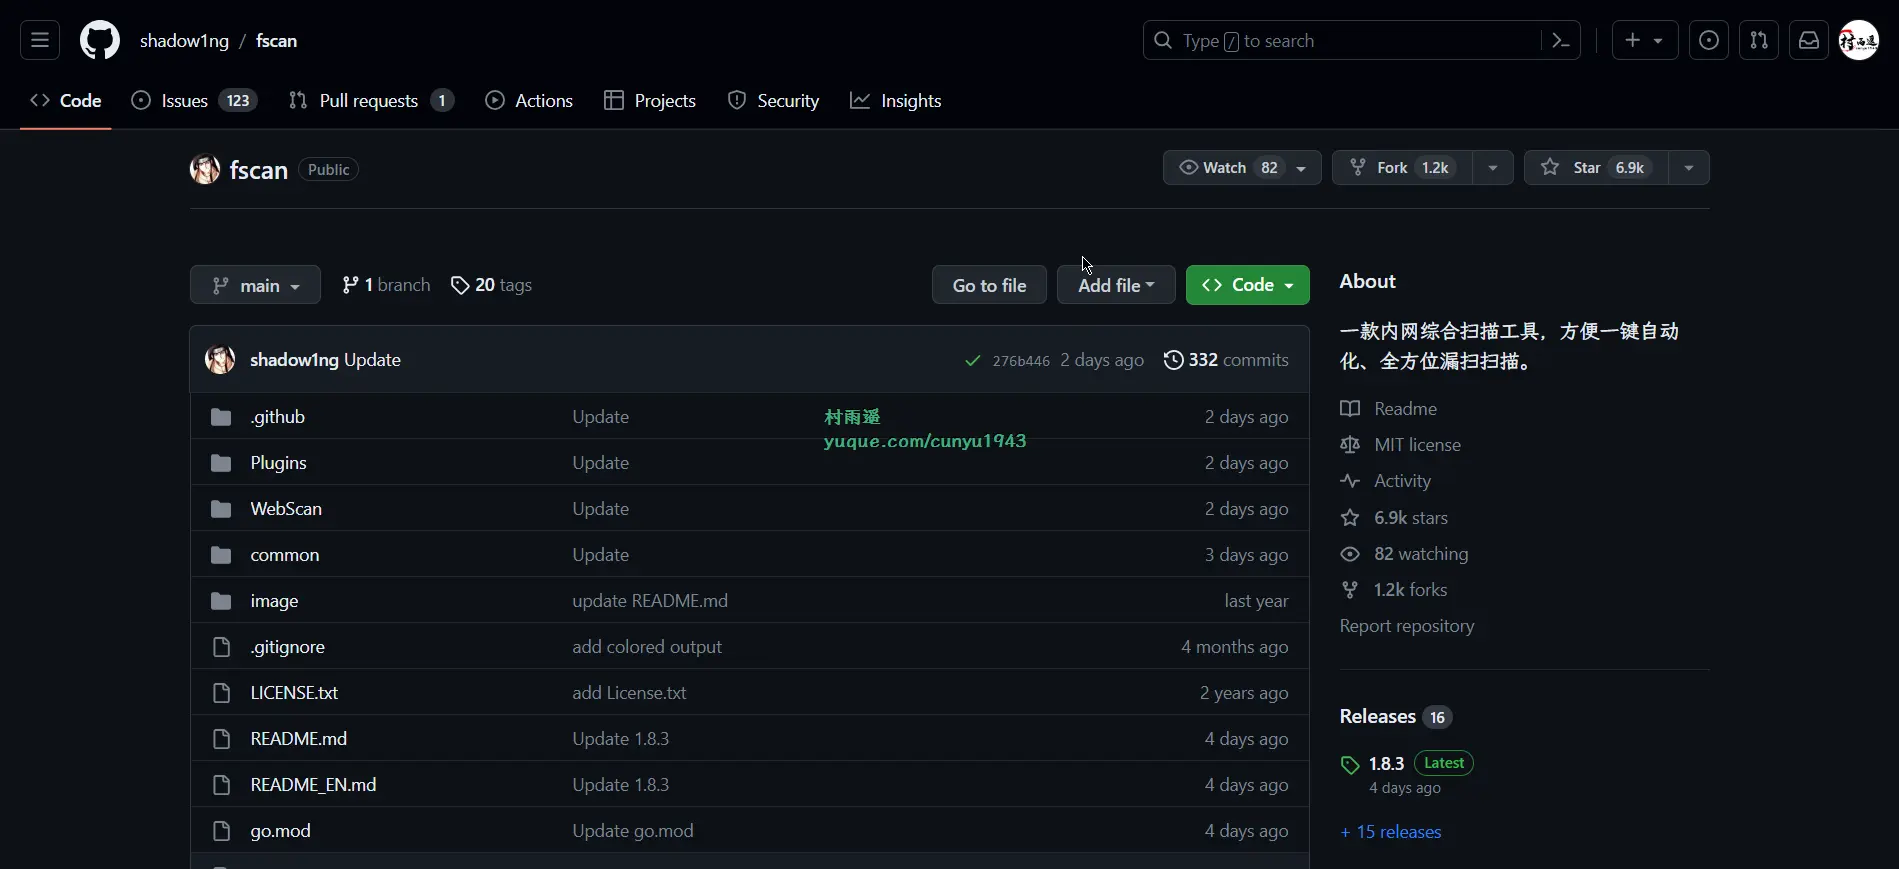 shadow1ng / fscan
Type / to search
Code
Issues 123
Pull requests 1
Actions
Projects
Security
Insights
fscan Public
Watch 82
Fork 1.2k
Star 6.9k
main
1 branch
20 tags
Go to file
Add file
Code
shadow1ng Update
276b446 2 days ago
332 commits
.github Update 2 days ago
村雨遥
yuque.com/cunyu1943
Plugins Update 2 days ago
WebScan Update 2 days ago
common Update 3 days ago
image update README.md last year
.gitignore add colored output 4 months ago
LICENSE.txt add License.txt 2 years ago
README.md Update 1.8.3 4 days ago
README_EN.md Update 1.8.3 4 days ago
go.mod Update go.mod 4 days ago
About
一款内网综合扫描工具，方便一键自动
化、全方位漏扫扫描。
Readme
MIT license
Activity
6.9k stars
82 watching
1.2k forks
Report repository
Releases 16
1.8.3 Latest
4 days ago
+ 15 releases